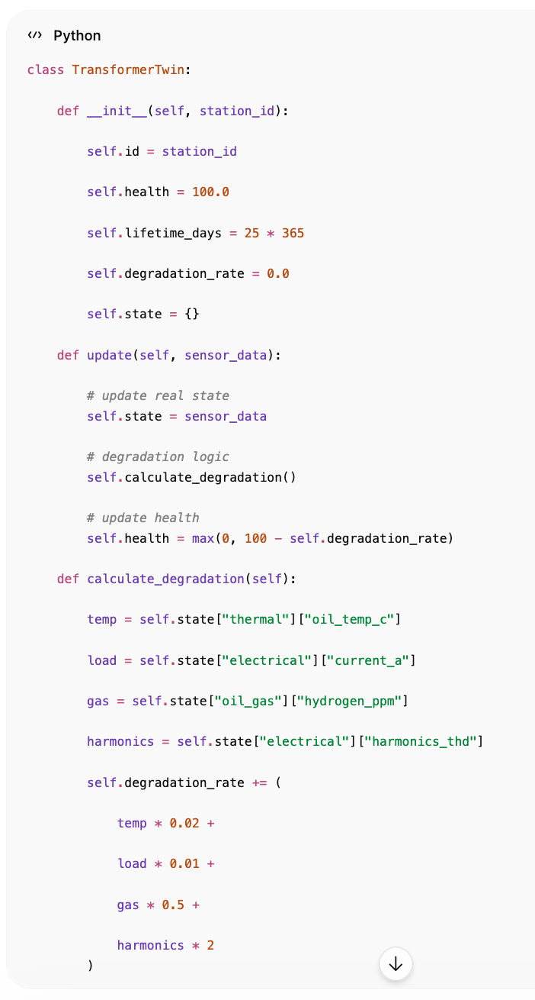 Python
class TransformerTwin:
    def __init__(self, station_id):
        self.id = station_id
        self.health = 100.0
        self.lifetime_days = 25 * 365
        self.degradation_rate = 0.0
        self.state = {}
    def update(self, sensor_data):
        # update real state
        self.state = sensor_data
        # degradation logic
        self.calculate_degradation()
        # update health
        self.health = max(0, 100 - self.degradation_rate)
    def calculate_degradation(self):
        temp = self.state["thermal"]["oil_temp_c"]
        load = self.state["electrical"]["current_a"]
        gas = self.state["oil_gas"]["hydrogen_ppm"]
        harmonics = self.state["electrical"]["harmonics_thd"]
        self.degradation_rate += (
            temp * 0.02 +
            load * 0.01 +
            gas * 0.5 +
            harmonics * 2
        )